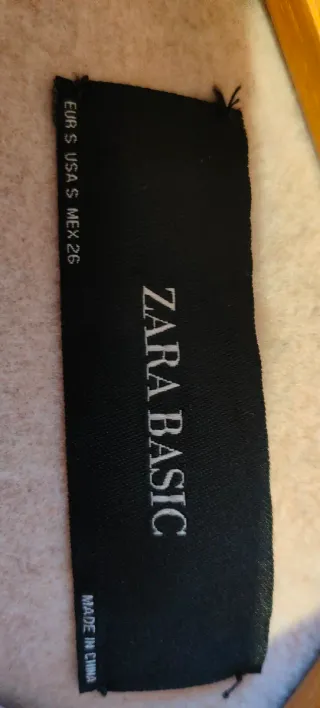 ZARA BASIC
EUR S USA S MEX 26
MADE IN CHINA